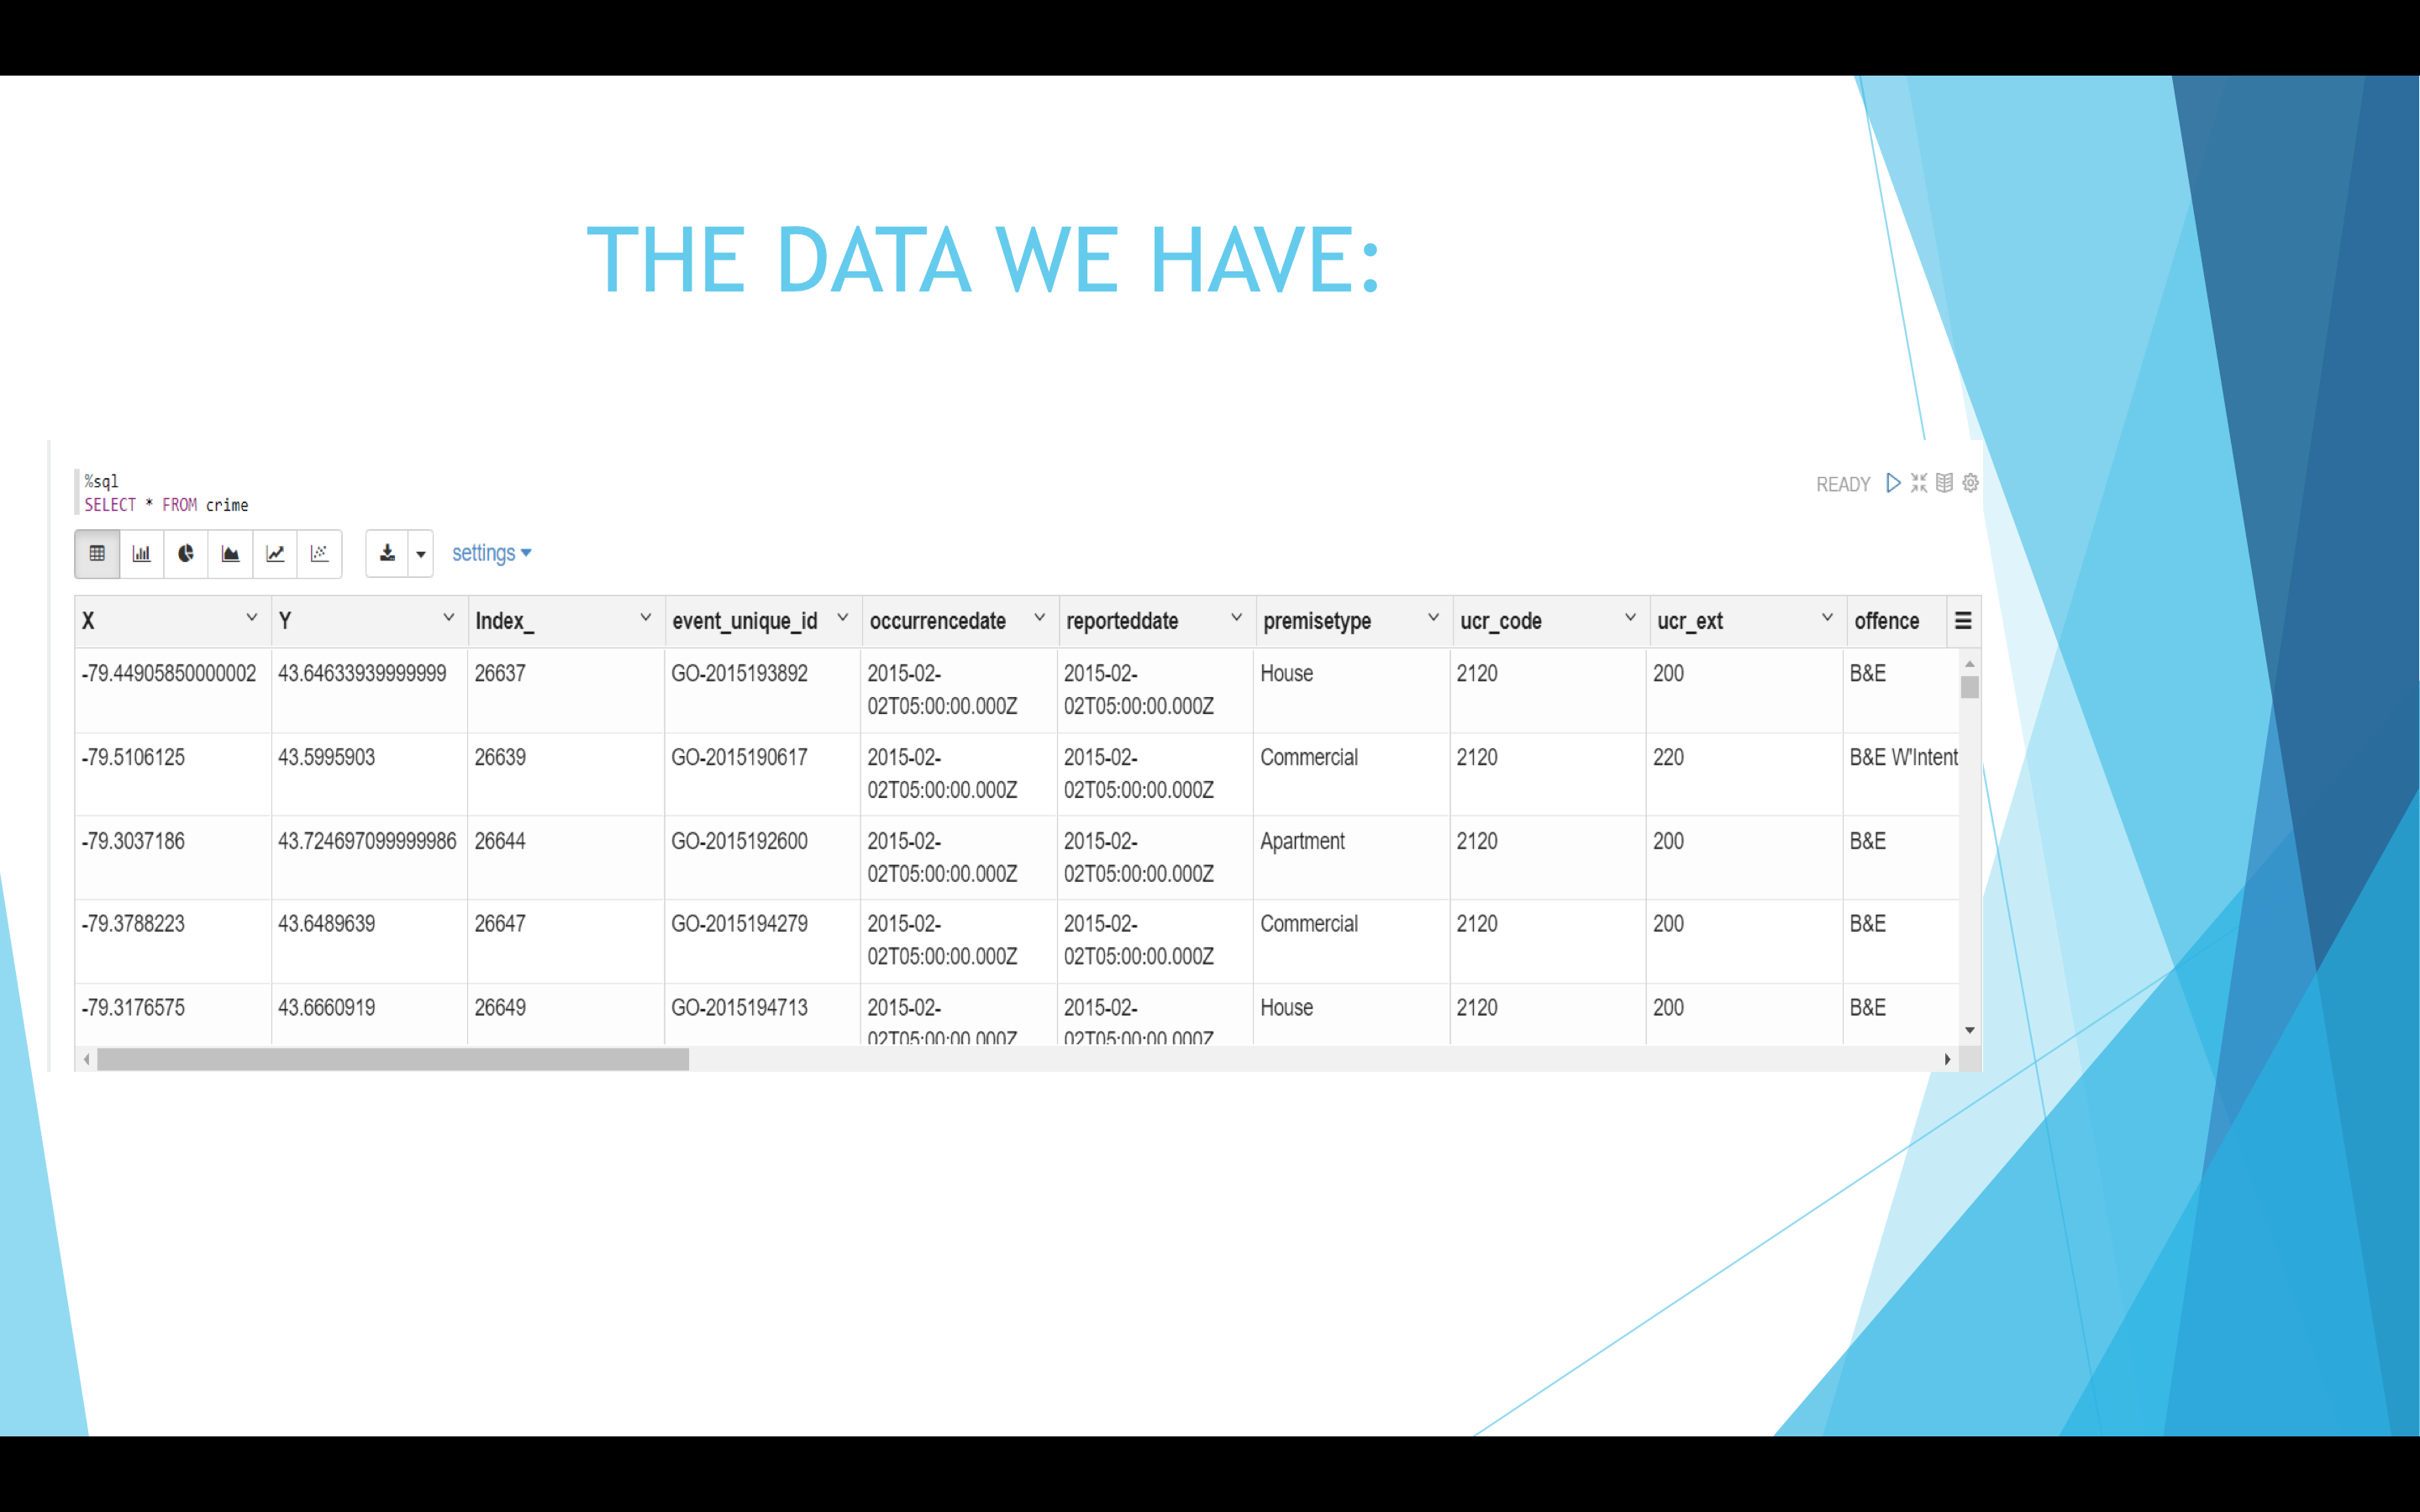 THE DATA WE HAVE:
%sql
SELECT * FROM crime
READY
settings
X Y Index_ event_unique_id occurrencedate reporteddate premisetype ucr_code ucr_ext offence
-79.44905850000002 43.64633939999999 26637 GO-2015193892 2015-02- 2015-02- House 2120 200 B&E
02T05:00:00.000Z 02T05:00:00.000Z
-79.5106125 43.5995903 26639 GO-2015190617 2015-02- 2015-02- Commercial 2120 220 B&E W'Intent
02T05:00:00.000Z 02T05:00:00.000Z
-79.3037186 43.724697099999986 26644 GO-2015192600 2015-02- 2015-02- Apartment 2120 200 B&E
02T05:00:00.000Z 02T05:00:00.000Z
-79.3788223 43.6489639 26647 GO-2015194279 2015-02- 2015-02- Commercial 2120 200 B&E
02T05:00:00.000Z 02T05:00:00.000Z
-79.3176575 43.6660919 26649 GO-2015194713 2015-02- 2015-02- House 2120 200 B&E
02T05:00:00.000Z 02T05:00:00.000Z